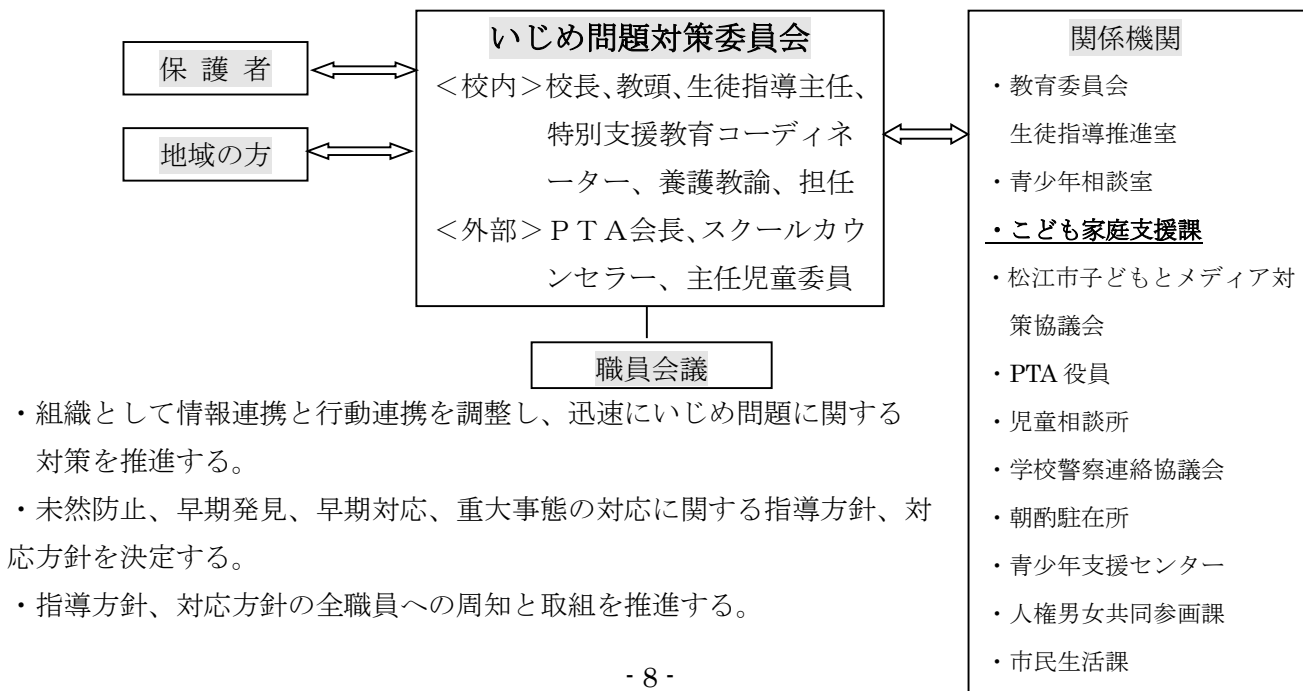 保 護 者
地域の方
いじめ問題対策委員会
＜校内＞校長、教頭、生徒指導主任、
特別支援教育コーディネ
ーター、養護教諭、担任
＜外部＞ＰＴＡ会長、スクールカウ
ンセラー、主任児童委員
職員会議
関係機関
・教育委員会
生徒指導推進室
・青少年相談室
・こども家庭支援課
・松江市子どもとメディア対
策協議会
・PTA 役員
・児童相談所
・学校警察連絡協議会
・朝酌駐在所
・青少年支援センター
・人権男女共同参画課
・市民生活課
・組織として情報連携と行動連携を調整し、迅速にいじめ問題に関する
対策を推進する。
・未然防止、早期発見、早期対応、重大事態の対応に関する指導方針、対
応方針を決定する。
・指導方針、対応方針の全職員への周知と取組を推進する。
- 8 -